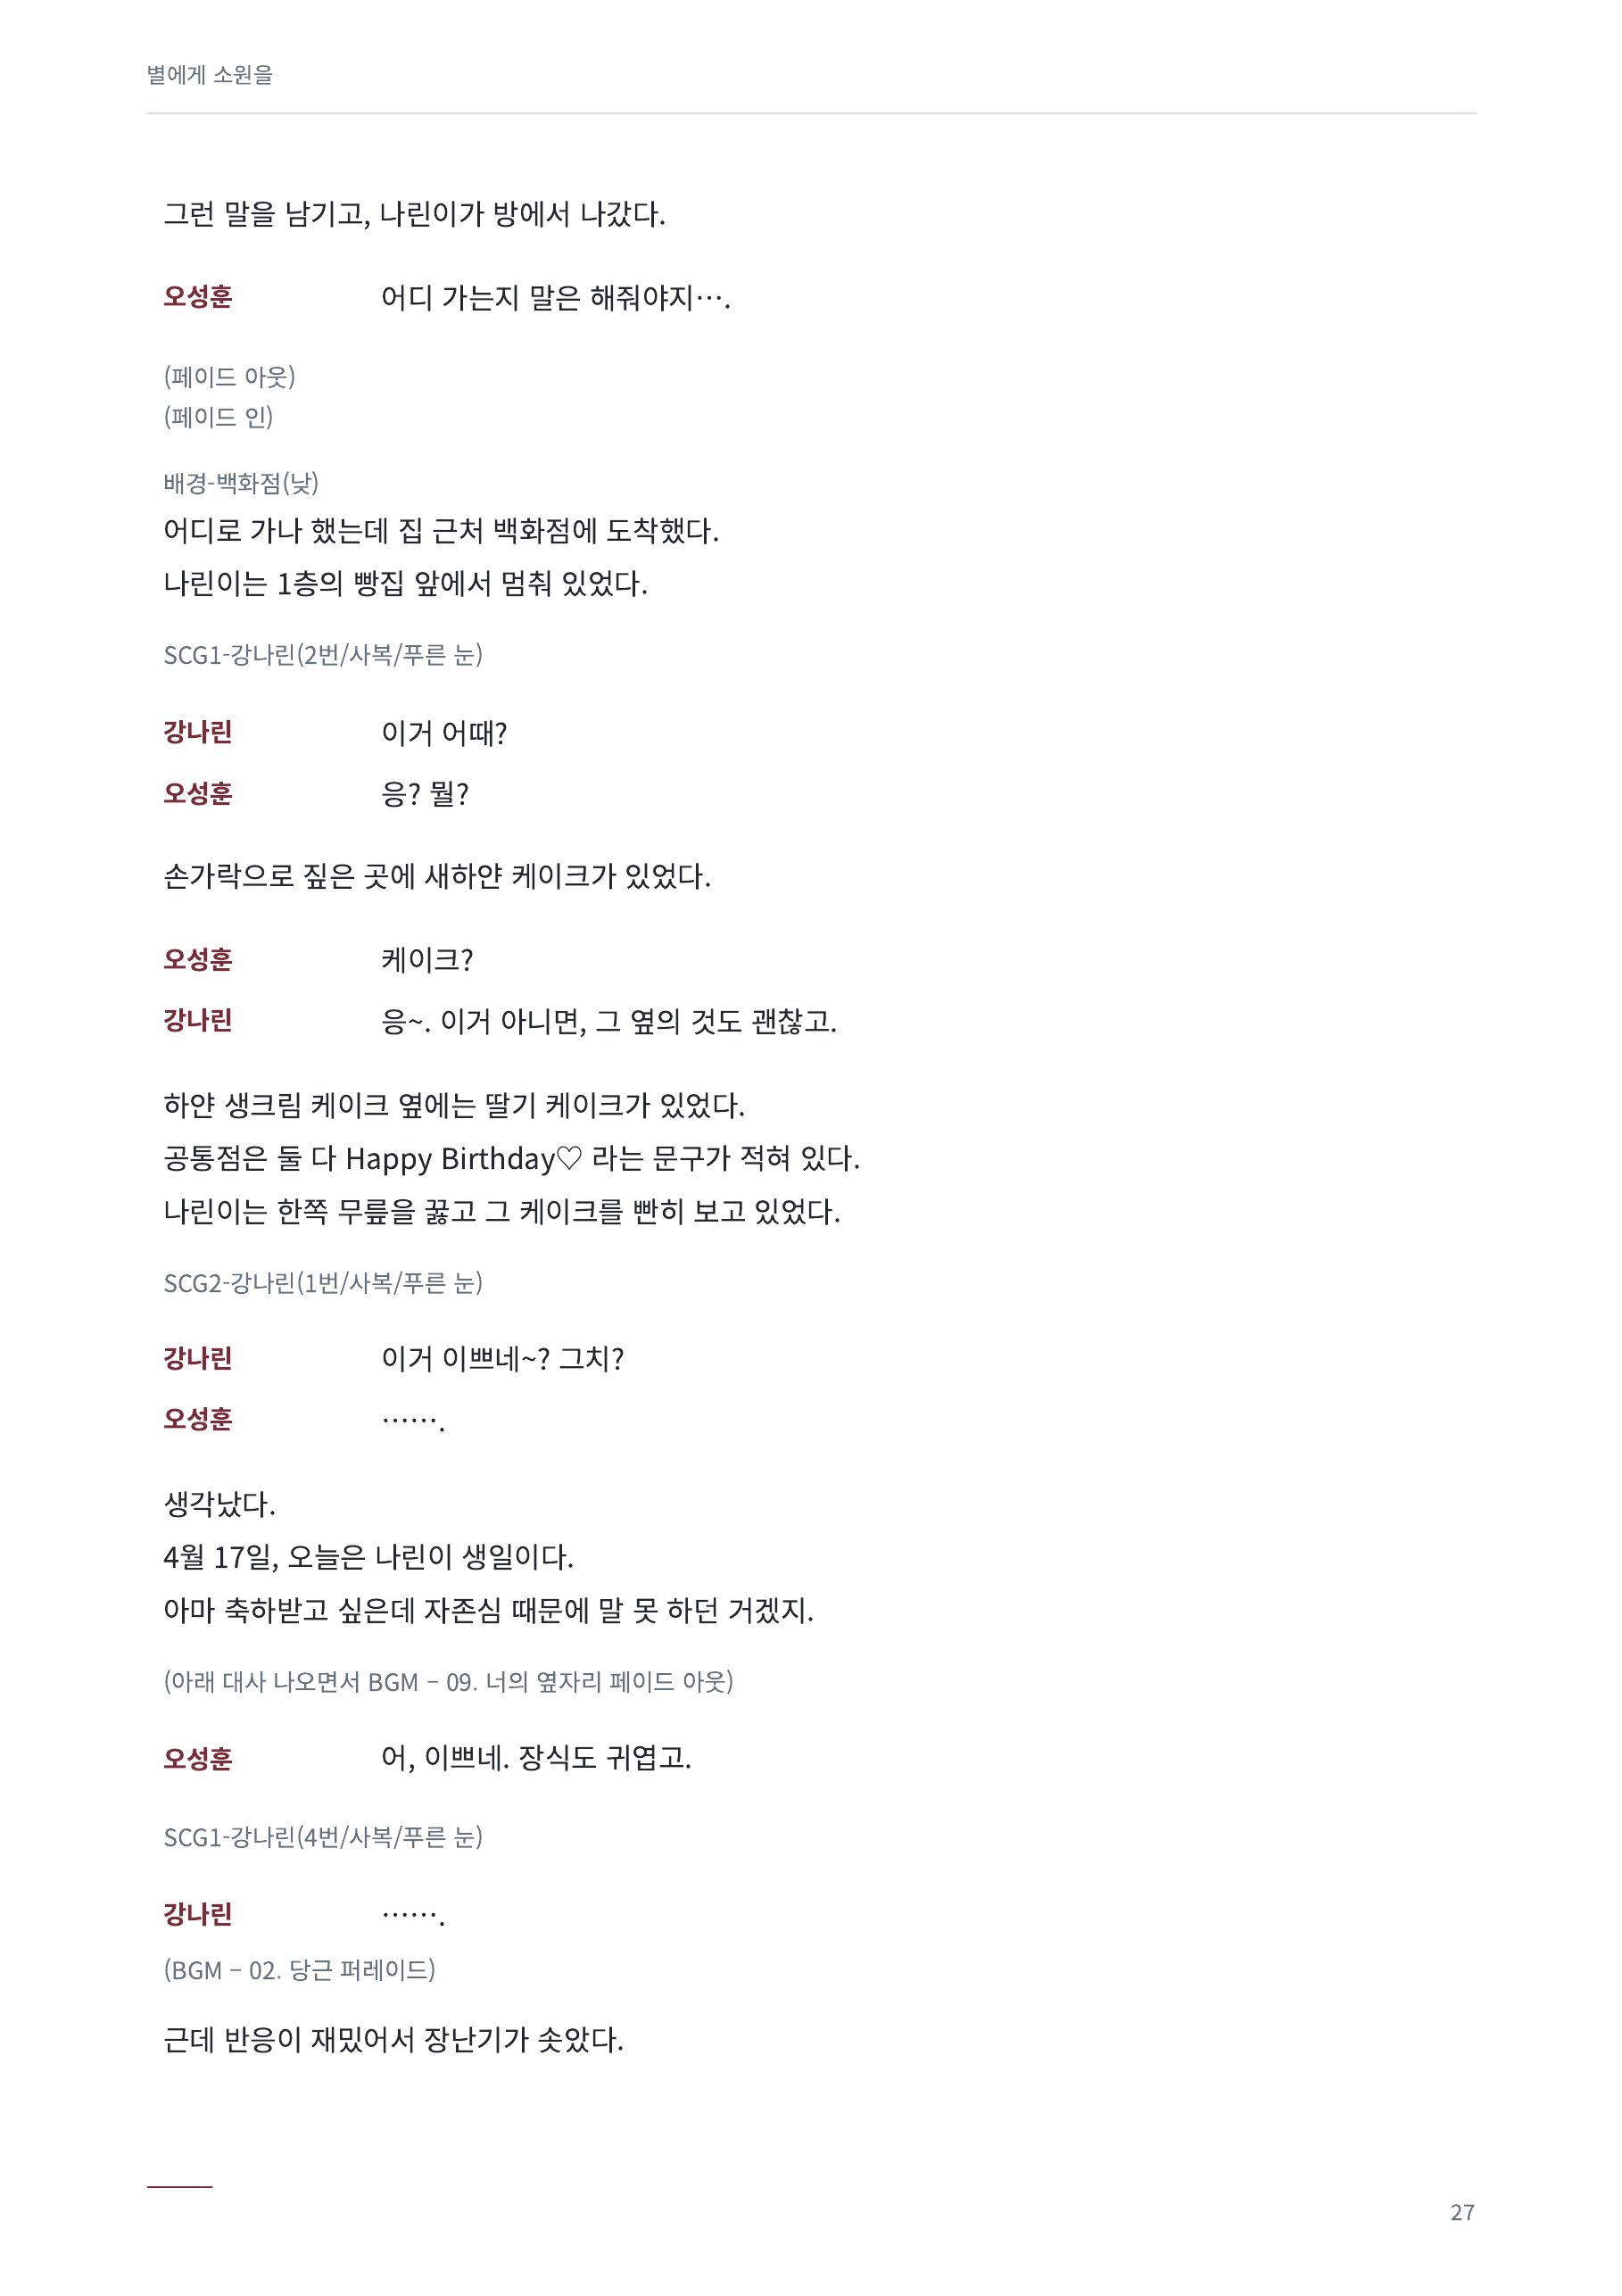 별에게 소원을
그런 말을 남기고, 나린이가 방에서 나갔다.
오성훈 어디 가는지 말은 해줘야지….
(페이드 아웃)
(페이드 인)
배경-백화점(낮)
어디로 가나 했는데 집 근처 백화점에 도착했다.
나린이는 1층의 빵집 앞에서 멈춰 있었다.
SCG1-강나린(2번/사복/푸른 눈)
강나린 이거 어때?
오성훈 응? 뭘?
손가락으로 짚은 곳에 새하얀 케이크가 있었다.
오성훈 케이크?
강나린 응~. 이거 아니면, 그 옆의 것도 괜찮고.
하얀 생크림 케이크 옆에는 딸기 케이크가 있었다.
공통점은 둘 다 Happy Birthday♡ 라는 문구가 적혀 있다.
나린이는 한쪽 무릎을 꿇고 그 케이크를 빤히 보고 있었다.
SCG2-강나린(1번/사복/푸른 눈)
강나린 이거 이쁘네~? 그치?
오성훈 …….
생각났다.
4월 17일, 오늘은 나린이 생일이다.
아마 축하받고 싶은데 자존심 때문에 말 못 하던 거겠지.
(아래 대사 나오면서 BGM – 09. 너의 옆자리 페이드 아웃)
오성훈 어, 이쁘네. 장식도 귀엽고.
SCG1-강나린(4번/사복/푸른 눈)
강나린 …….
(BGM – 02. 당근 퍼레이드)
근데 반응이 재밌어서 장난기가 솟았다.
27